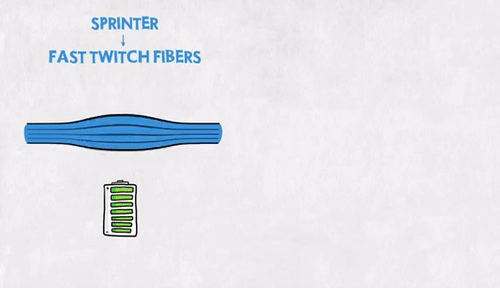 SPRINTER
↓
FAST TWITCH FIBERS